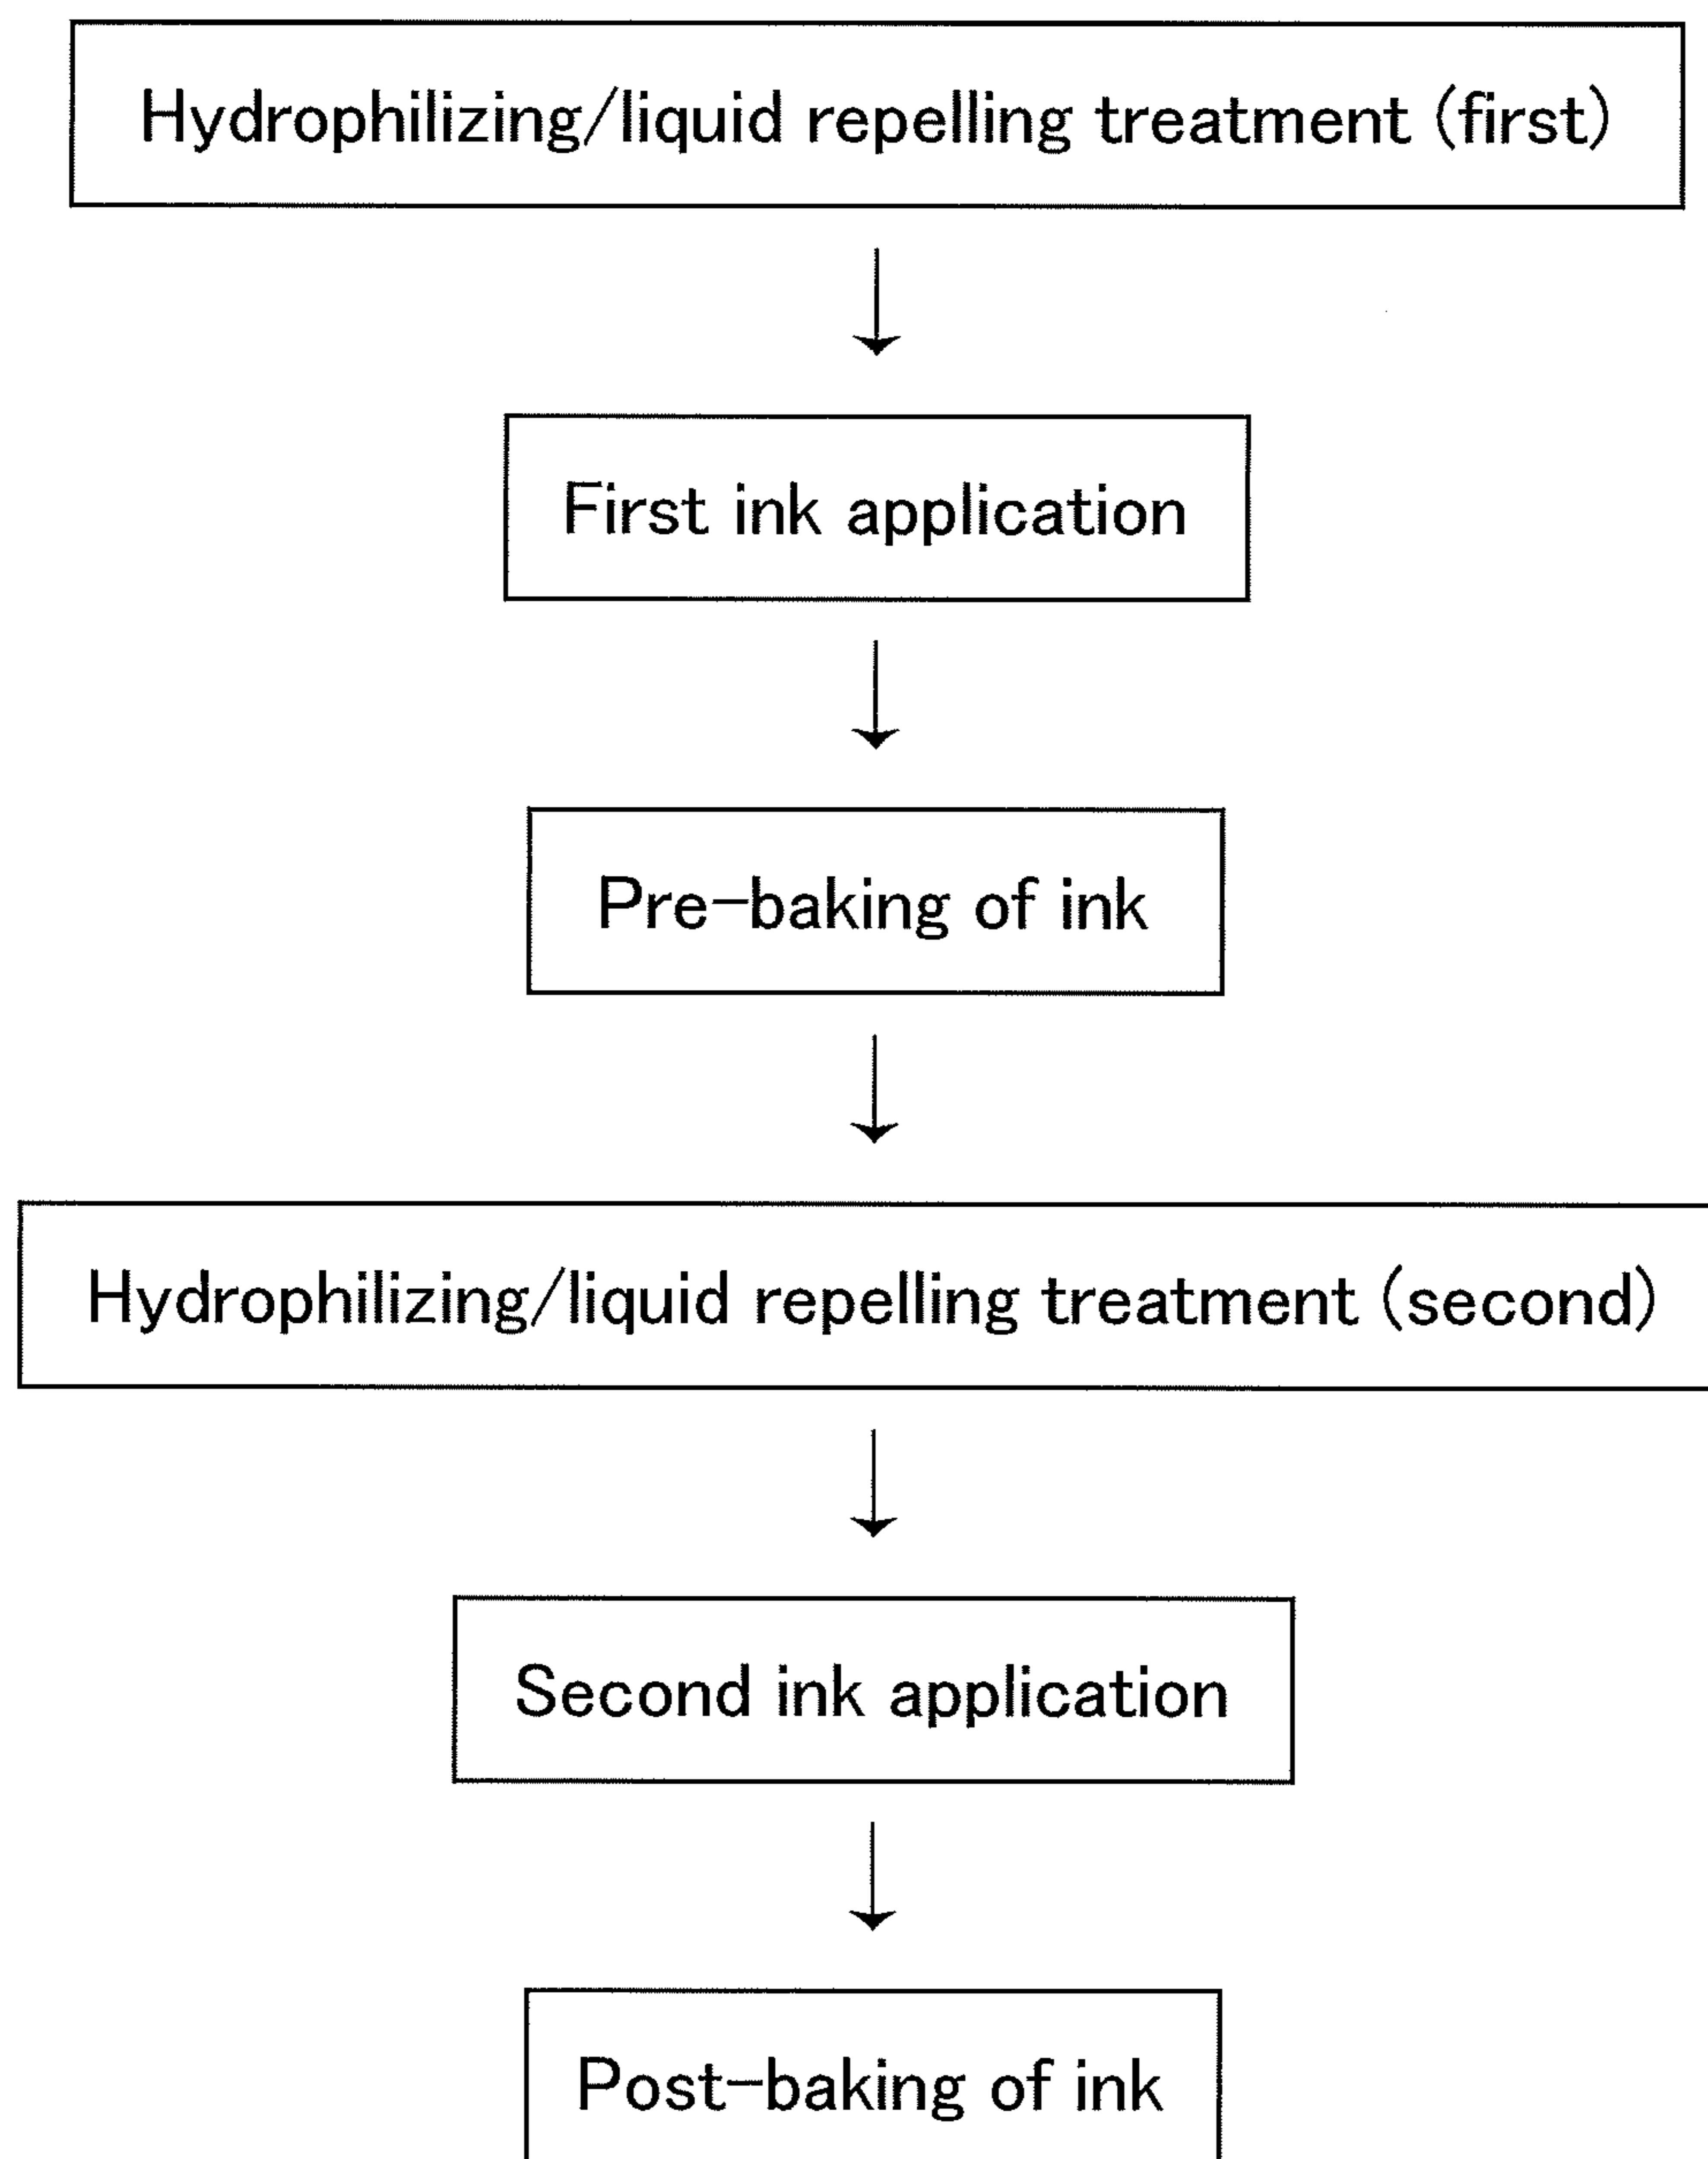 Hydrophilizing/liquid repelling treatment (first)
First ink application
Pre-baking of ink
Hydrophilizing/liquid repelling treatment (second)
Second ink application
Post-baking of ink